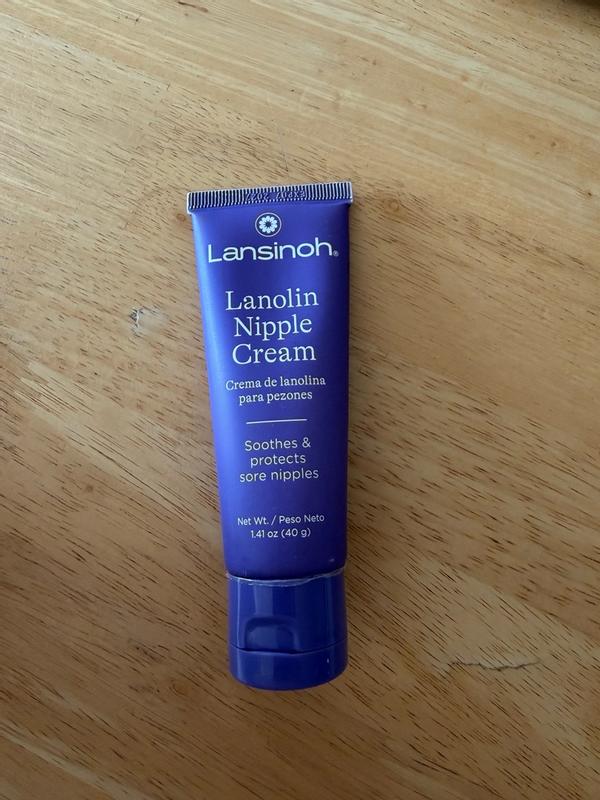 Lansinoh®
Lanolin
Nipple
Cream
Crema de lanolina
para pezones
Soothes &
protects
sore nipples
Net Wt. / Peso Neto
1.41 oz (40 g)